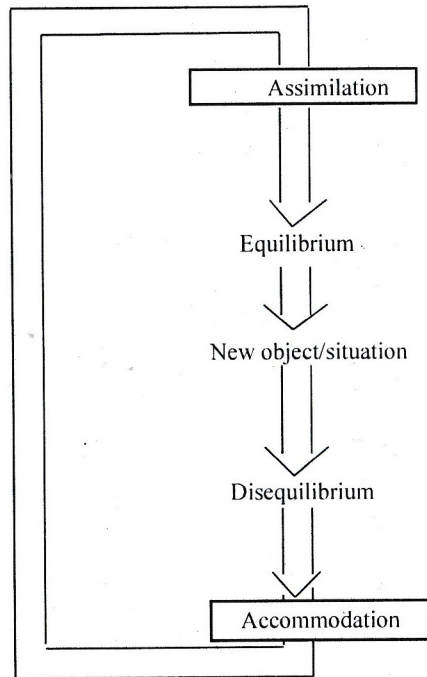 Assimilation
Equilibrium
New object/situation
Disequilibrium
Accommodation